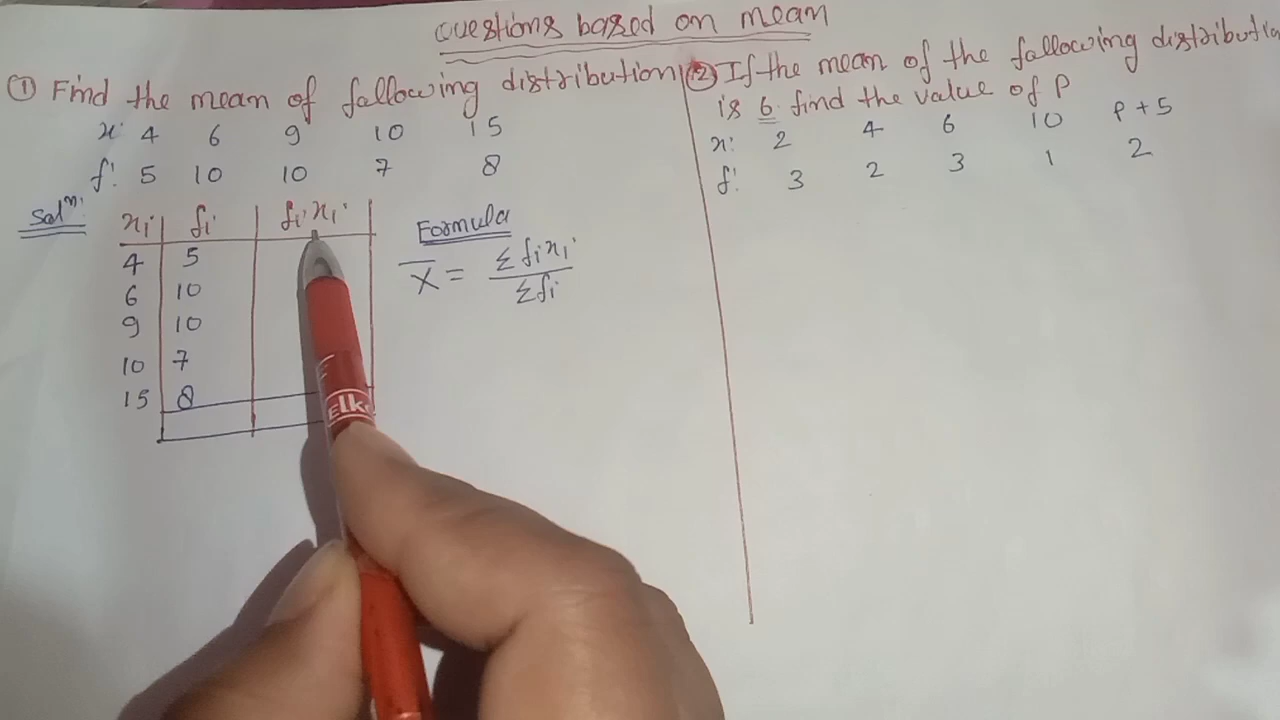 Questions based on mean
① Find the mean of fallowing distribution
x: 4 6 9 10 15
f: 5 10 10 7 8
Solⁿ:
xi fi fixi
4 5
6 10
9 10
10 7
15 8
Formula
X̅ = Σfixi / Σfi
② If the mean of the fallowing distributio
is 6 find the value of P
x: 2 4 6 10 P+5
f: 3 2 3 1 2
Elk